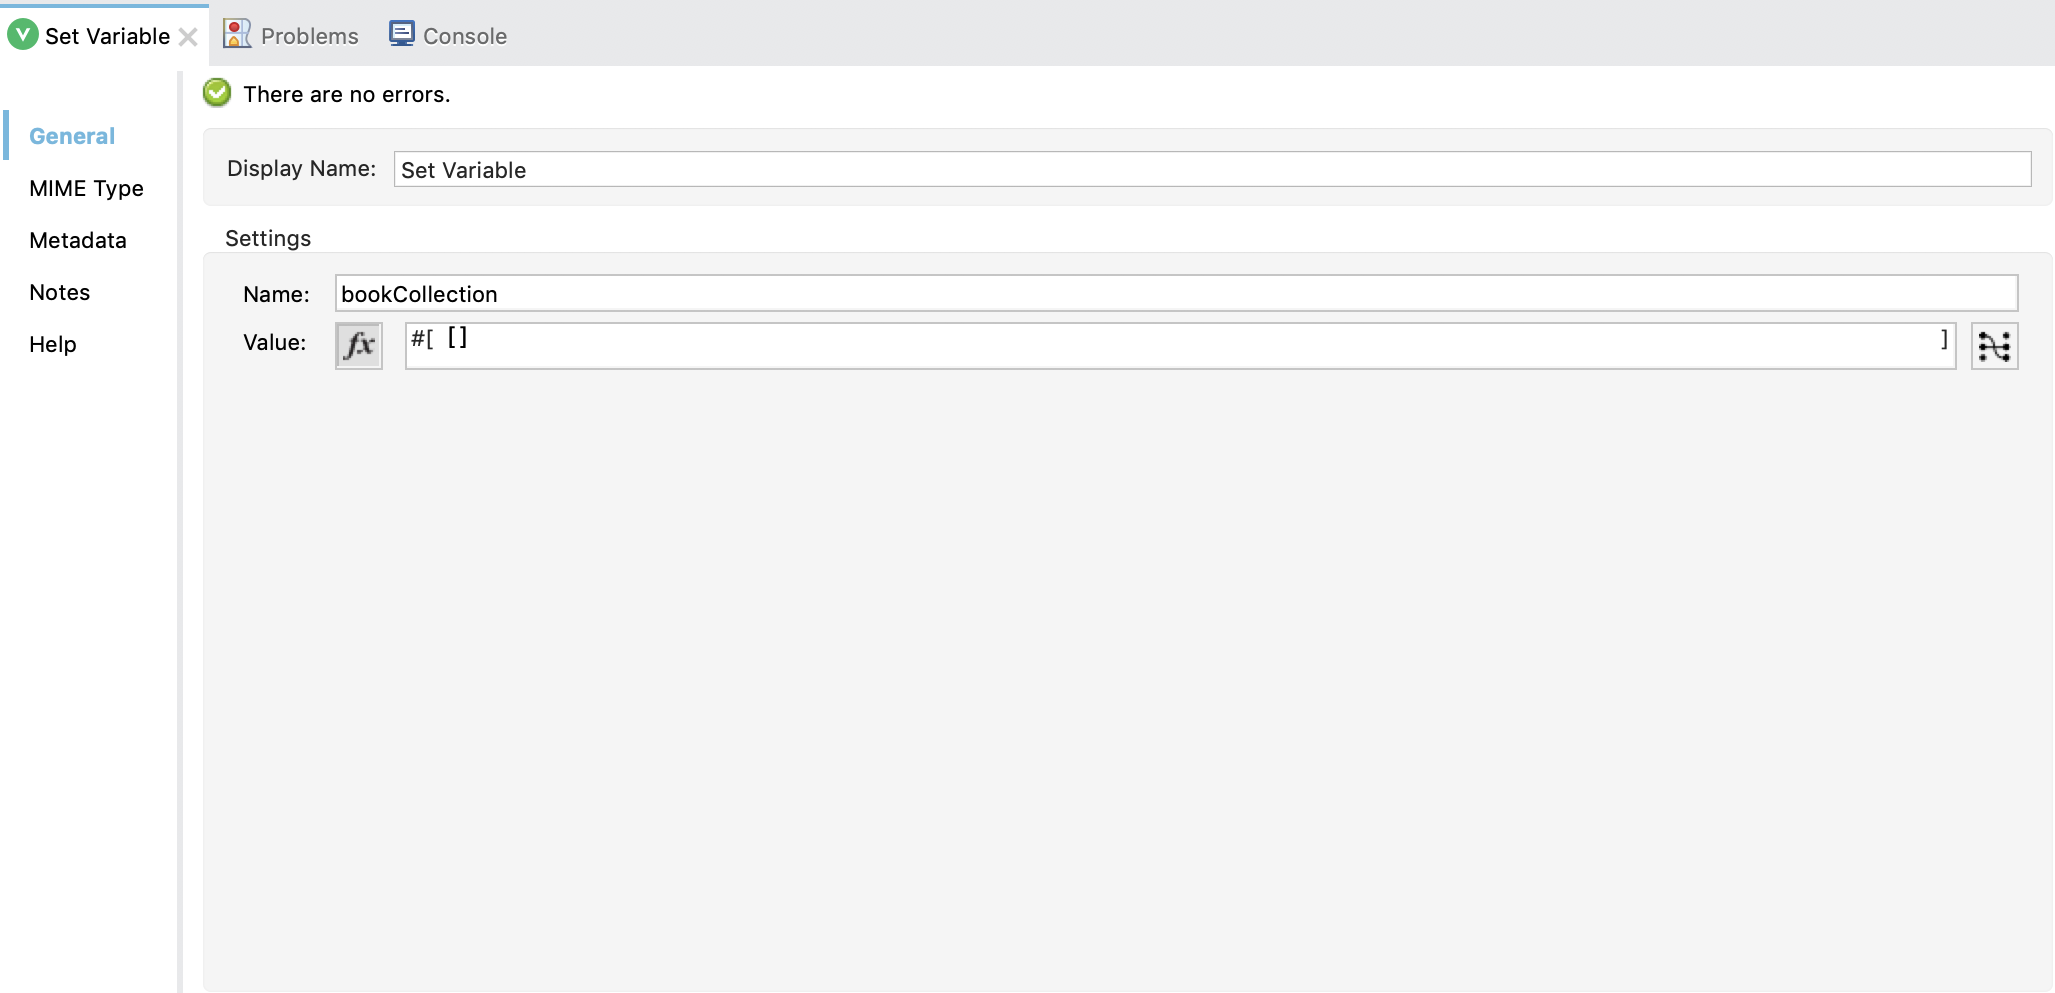 Set Variable
Problems
Console
There are no errors.
General
MIME Type
Metadata
Notes
Help
Display Name: Set Variable
Settings
Name: bookCollection
Value: fx #[ [] ]